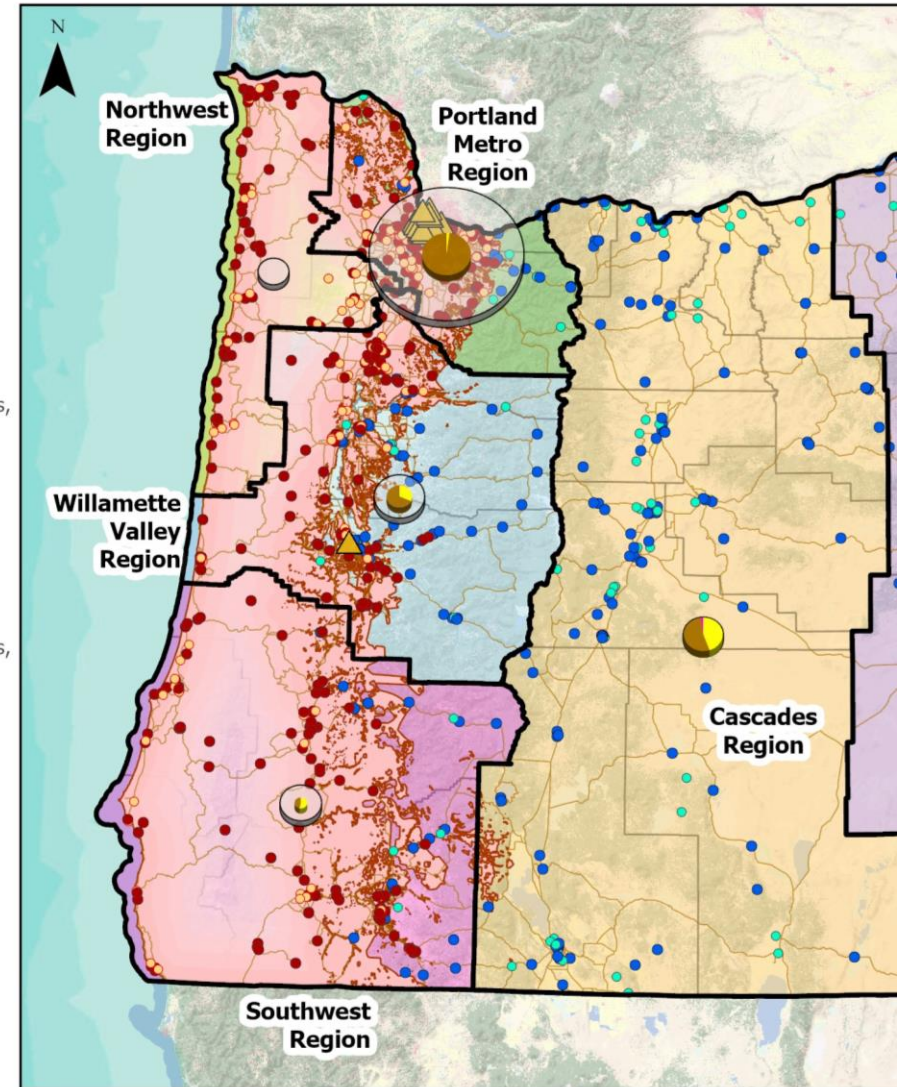 N
Northwest
Region
Portland
Metro
Region
s,
Willamette
Valley
Region
s,
Cascades
Region
Southwest
Region